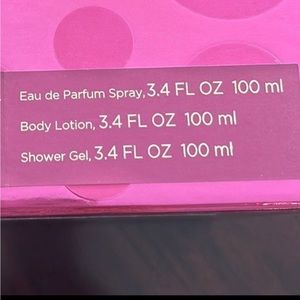 Eau de Parfum Spray, 3.4 FL OZ 100 ml
Body Lotion, 3.4 FL OZ 100 ml
Shower Gel, 3.4 FL OZ 100 ml